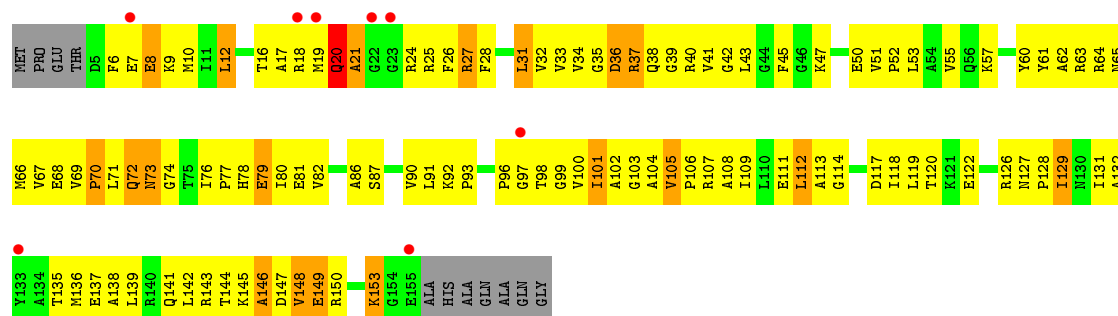 MET PRO GLU THR D5 F6 E7 E8 K9 M10 I11 L12 T16 A17 R18 M19 Q20 A21 G22 G23 R24 R25 F26 R27 F28 L31 V32 V33 V34 G35 D36 R37 Q38 G39 R40 V41 G42 L43 G44 F45 G46 K47 E50 V51 P52 L53 A54 V55 Q56 K57 Y60 Y61 A62 R63 R64 N65
M66 V67 E68 V69 P70 L71 Q72 N73 G74 T75 I76 P77 H78 E79 I80 E81 V82 A86 S87 V90 L91 K92 P93 P96 G97 T98 G99 V100 I101 A102 G103 A104 V105 P106 R107 A108 I109 L110 E111 L112 A113 G114 D117 I118 L119 T120 K121 E122 R126 N127 P128 I129 N130 I131 A132
Y133 A134 T135 M136 E137 A138 L139 R140 Q141 L142 R143 T144 K145 A146 D147 V148 E149 R150 K153 G154 E155 ALA HIS ALA GLN ALA GLN GLY